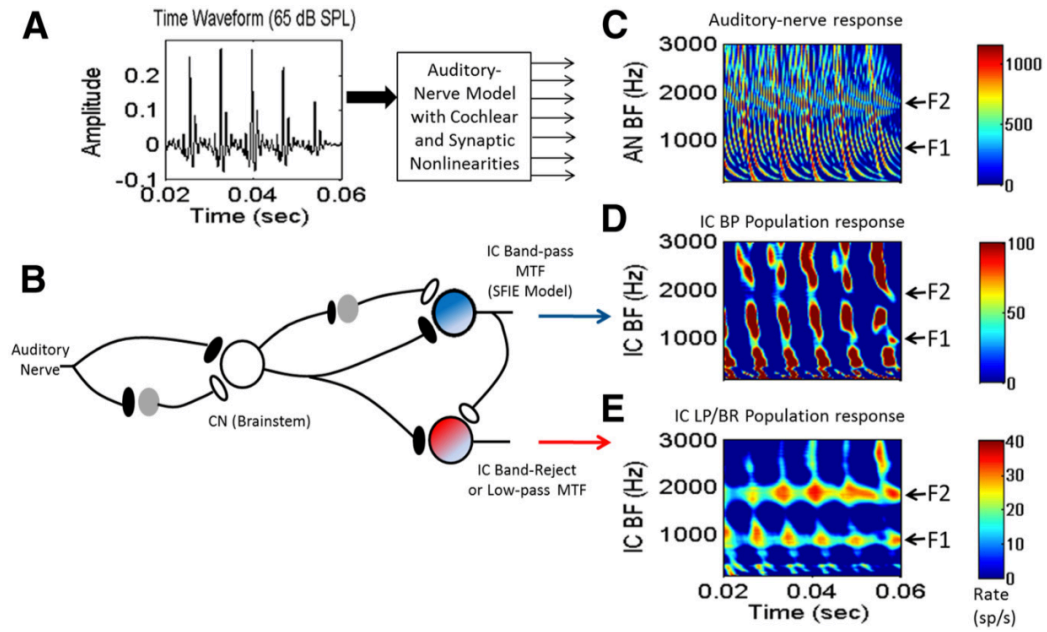 A
Time Waveform (65 dB SPL)
Amplitude
0.2
0.1
0
-0.1
0.02
0.04
0.06
Time (sec)
Auditory-
Nerve Model
with Cochlear
and Synaptic
Nonlinearities
B
Auditory
Nerve
CN (Brainstem)
IC Band-pass
MTF
(SFIE Model)
IC Band-Reject
or Low-pass MTF
C
Auditory-nerve response
AN BF (Hz)
3000
2000
1000
F2
F1
1000
500
0
D
IC BP Population response
IC BF (Hz)
3000
2000
1000
F2
F1
100
50
0
E
IC LP/BR Population response
IC BF (Hz)
3000
2000
1000
F2
F1
0.02
0.04
0.06
Time (sec)
40
30
20
10
0
Rate
(sp/s)